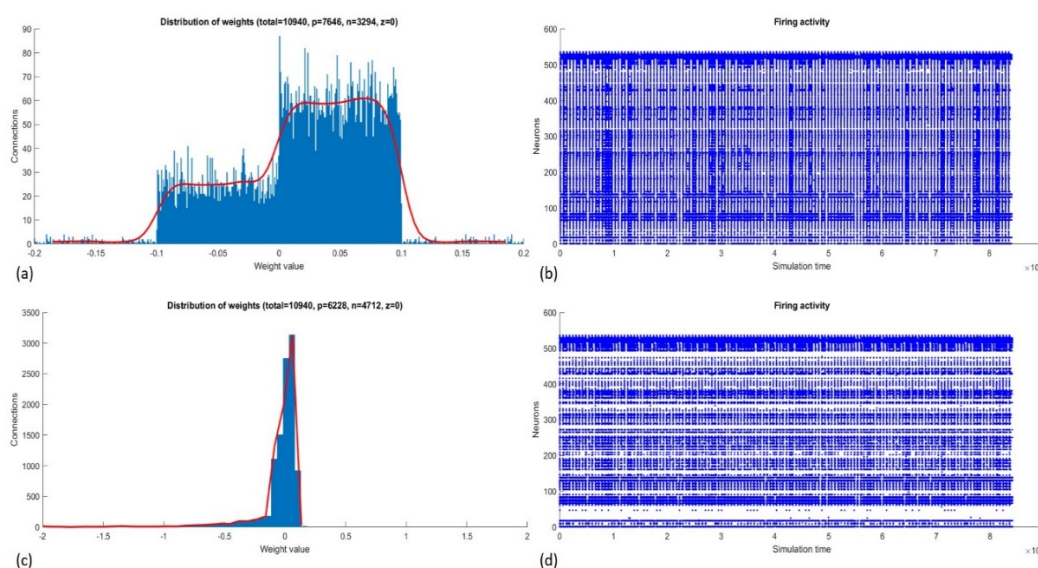 Distribution of weights (total=10940, p=7646, n=3294, z=0)
90
80
70
60
50
40
30
20
10
0
Connections
-0.2 -0.15 -0.1 -0.05 0 0.05 0.1 0.15 0.2
Weight value
(a)
Firing activity
600
500
400
300
200
100
0
Neurons
0 1 2 3 4 5 6 7 8 9
Simulation time
×10
(b)
Distribution of weights (total=10940, p=6228, n=4712, z=0)
3500
3000
2500
2000
1500
1000
500
0
Connections
-2 -1.5 -1 -0.5 0 0.5 1 1.5 2
Weight value
(c)
Firing activity
600
500
400
300
200
100
0
Neurons
0 1 2 3 4 5 6 7 8 9
Simulation time
×10
(d)